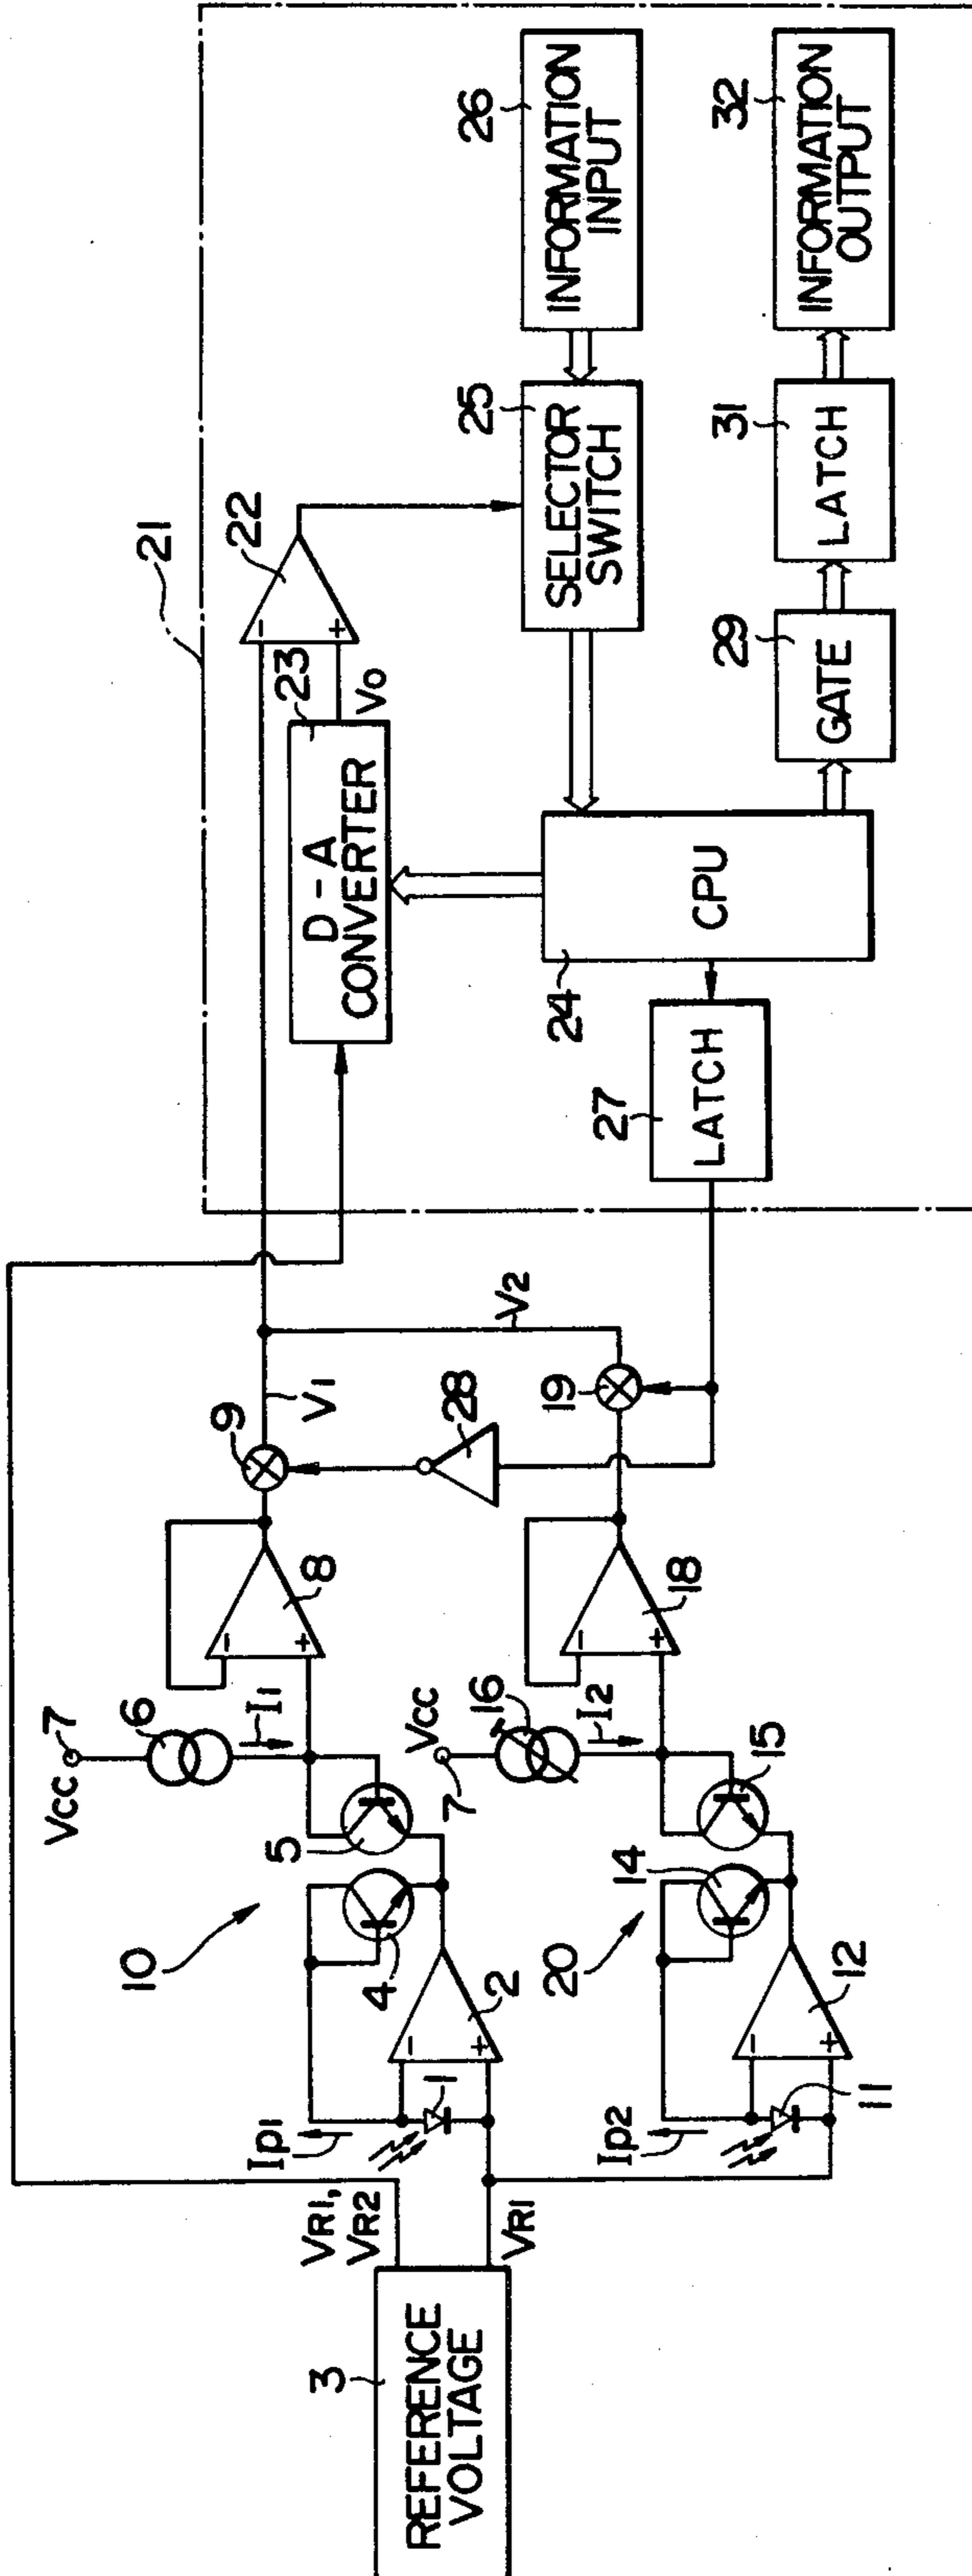 21
22
26
INFORMATION
INPUT
23
D - A
CONVERTER
V0
25
SELECTOR
SWITCH
32
INFORMATION
OUTPUT
31
LATCH
29
GATE
24
CPU
27
LATCH
V1
V2
9
28
19
8
18
-
+
-
+
-
+
Vcc
7
6
I1
Vcc
7
16
I2
5
4
10
15
14
20
2
-
+
12
-
+
Ip1
1
Ip2
11
VR1,
VR2
VR1
3
REFERENCE
VOLTAGE